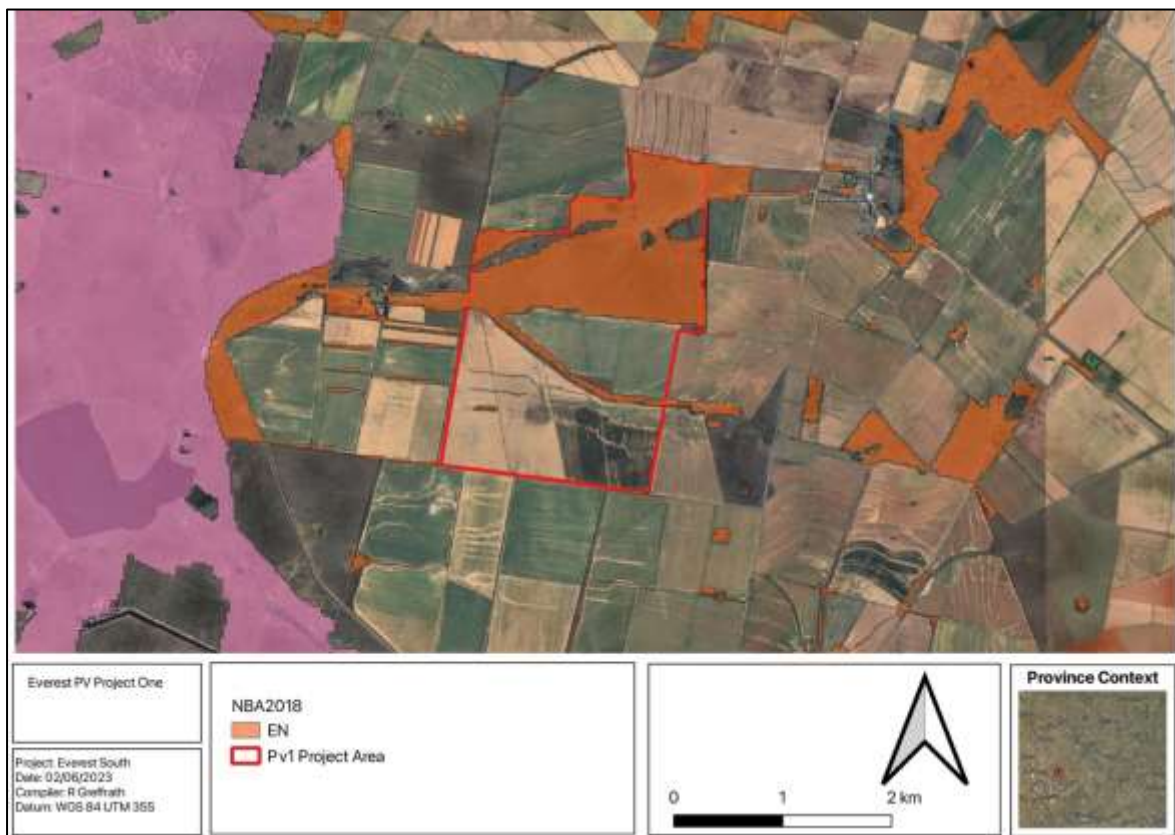 Everest PV Project One
Project: Everest South
Date: 02/06/2023
Compiler: R Greffrath
Datum: WGS 84 UTM 35S
NBA2018
EN
Pv1 Project Area
0 1 2 km
Province Context